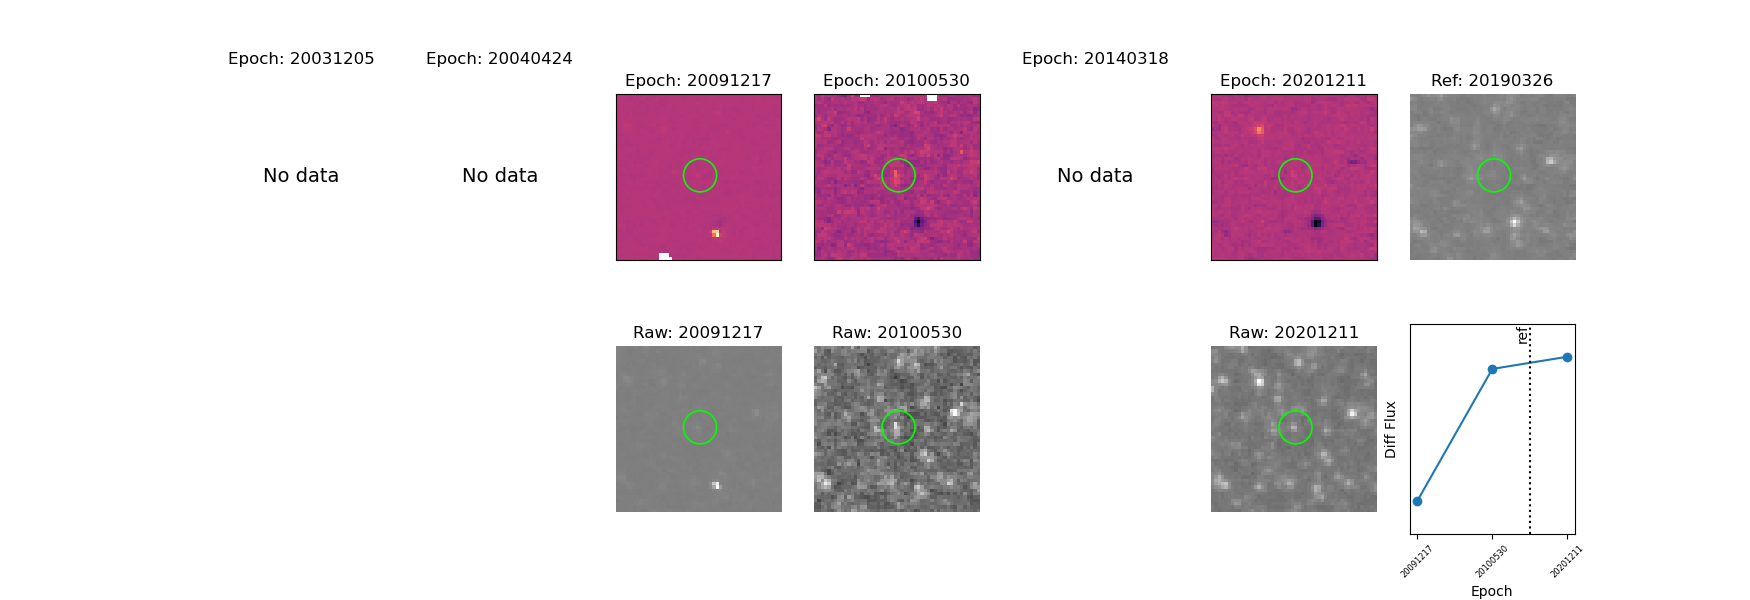 Epoch: 20031205
Epoch: 20040424
Epoch: 20091217
Epoch: 20100530
Epoch: 20140318
Epoch: 20201211
Ref: 20190326
No data
No data
No data
Raw: 20091217
Raw: 20100530
Raw: 20201211
ref
Diff Flux
20091217
20100530
20201211
Epoch